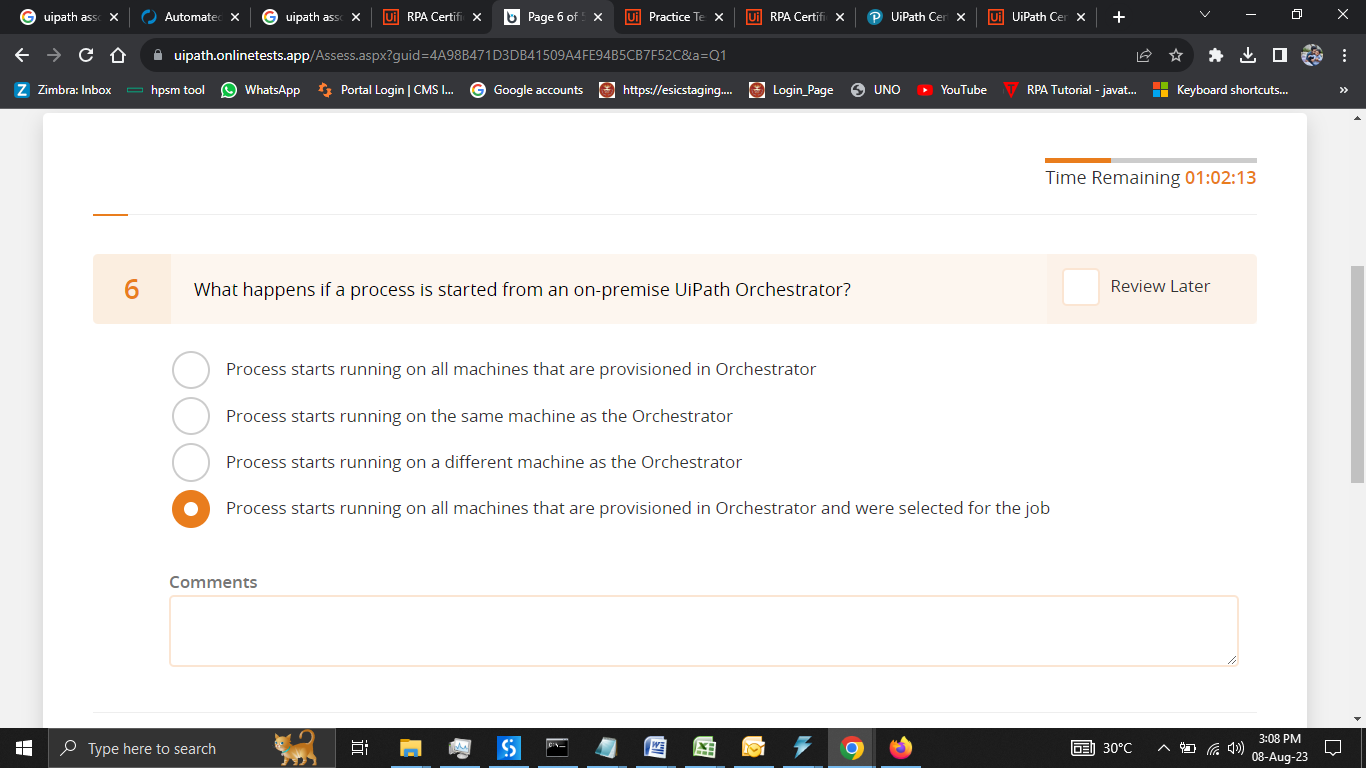 uipath asso
Automated
uipath asso
RPA Certifi
Page 6 of 5
Practice Te
RPA Certifi
UiPath Cer
UiPath Cer
uipath.onlinetests.app/Assess.aspx?guid=4A98B471D3DB41509A4FE94B5CB7F52C&a=Q1
Zimbra: Inbox
hpsm tool
WhatsApp
Portal Login | CMS I...
Google accounts
https://esicstaging....
Login_Page
UNO
YouTube
RPA Tutorial - javat...
Keyboard shortcuts...
»
Time Remaining 01:02:13
6
What happens if a process is started from an on-premise UiPath Orchestrator?
Review Later
Process starts running on all machines that are provisioned in Orchestrator
Process starts running on the same machine as the Orchestrator
Process starts running on a different machine as the Orchestrator
Process starts running on all machines that are provisioned in Orchestrator and were selected for the job
Comments
Type here to search
30°C
3:08 PM
08-Aug-23